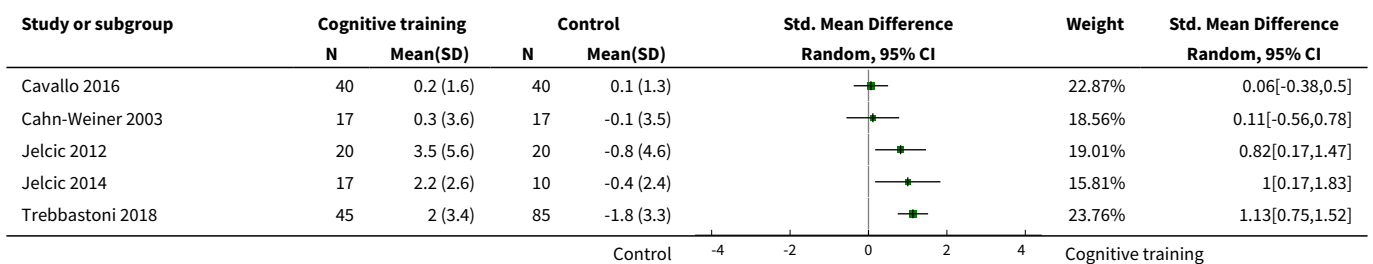 Study or subgroup Cognitive training Control Std. Mean Difference Weight Std. Mean Difference
N Mean(SD) N Mean(SD) Random, 95% CI Random, 95% CI
Cavallo 2016 40 0.2 (1.6) 40 0.1 (1.3) 22.87% 0.06[-0.38,0.5]
Cahn-Weiner 2003 17 0.3 (3.6) 17 -0.1 (3.5) 18.56% 0.11[-0.56,0.78]
Jelcic 2012 20 3.5 (5.6) 20 -0.8 (4.6) 19.01% 0.82[0.17,1.47]
Jelcic 2014 17 2.2 (2.6) 10 -0.4 (2.4) 15.81% 1[0.17,1.83]
Trebbastoni 2018 45 2 (3.4) 85 -1.8 (3.3) 23.76% 1.13[0.75,1.52]
Control -4 -2 0 2 4 Cognitive training